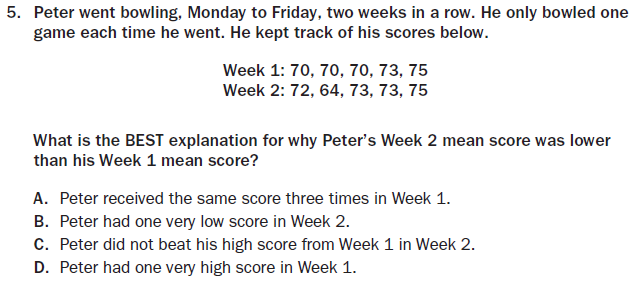 5. Peter went bowling, Monday to Friday, two weeks in a row. He only bowled one
game each time he went. He kept track of his scores below.
Week 1: 70, 70, 70, 73, 75
Week 2: 72, 64, 73, 73, 75
What is the BEST explanation for why Peter's Week 2 mean score was lower
than his Week 1 mean score?
A. Peter received the same score three times in Week 1.
B. Peter had one very low score in Week 2.
C. Peter did not beat his high score from Week 1 in Week 2.
D. Peter had one very high score in Week 1.